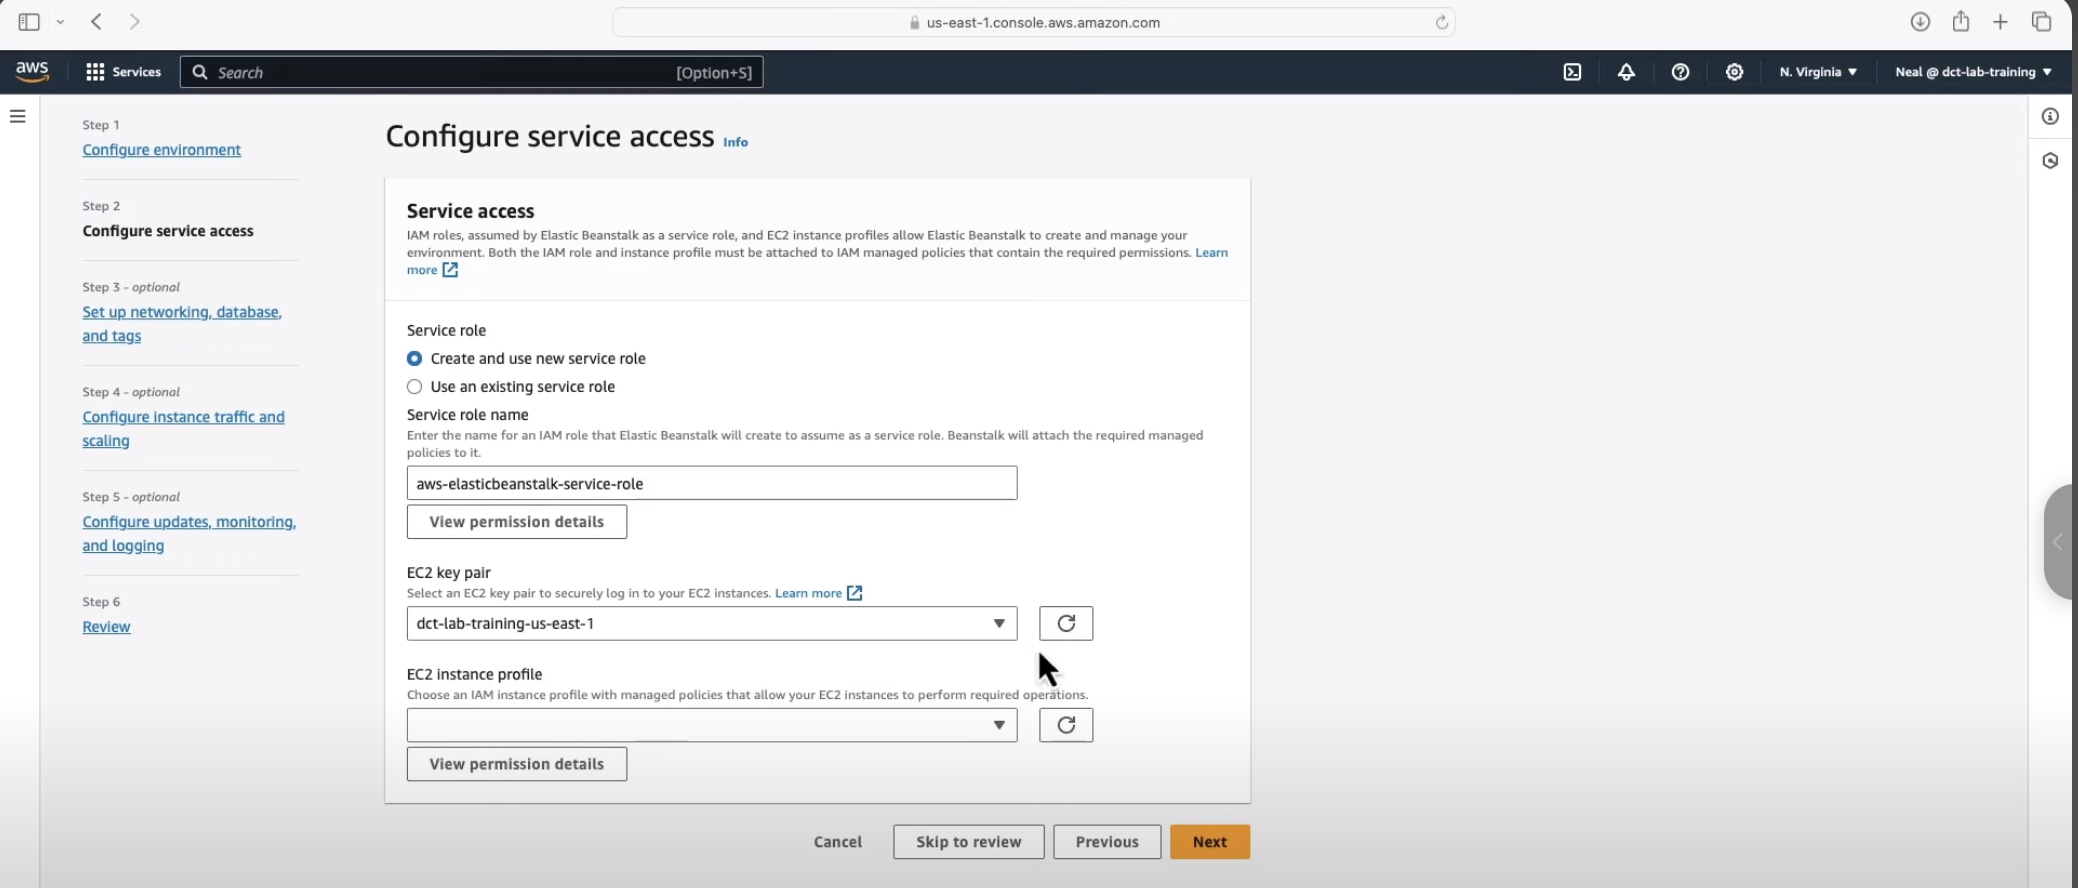 us-east-1.console.aws.amazon.com
aws
Services
Search
[Option+S]
N. Virginia
Neal @ dct-lab-training
Step 1
Configure environment
Step 2
Configure service access
Step 3 - optional
Set up networking, database,
and tags
Step 4 - optional
Configure instance traffic and
scaling
Step 5 - optional
Configure updates, monitoring,
and logging
Step 6
Review
Configure service access Info
Service access
IAM roles, assumed by Elastic Beanstalk as a service role, and EC2 instance profiles allow Elastic Beanstalk to create and manage your
environment. Both the IAM role and instance profile must be attached to IAM managed policies that contain the required permissions. Learn
more
Service role
Create and use new service role
Use an existing service role
Service role name
Enter the name for an IAM role that Elastic Beanstalk will create to assume as a service role. Beanstalk will attach the required managed
policies to it.
aws-elasticbeanstalk-service-role
View permission details
EC2 key pair
Select an EC2 key pair to securely log in to your EC2 instances. Learn more
dct-lab-training-us-east-1
EC2 instance profile
Choose an IAM instance profile with managed policies that allow your EC2 instances to perform required operations.
View permission details
Cancel
Skip to review
Previous
Next